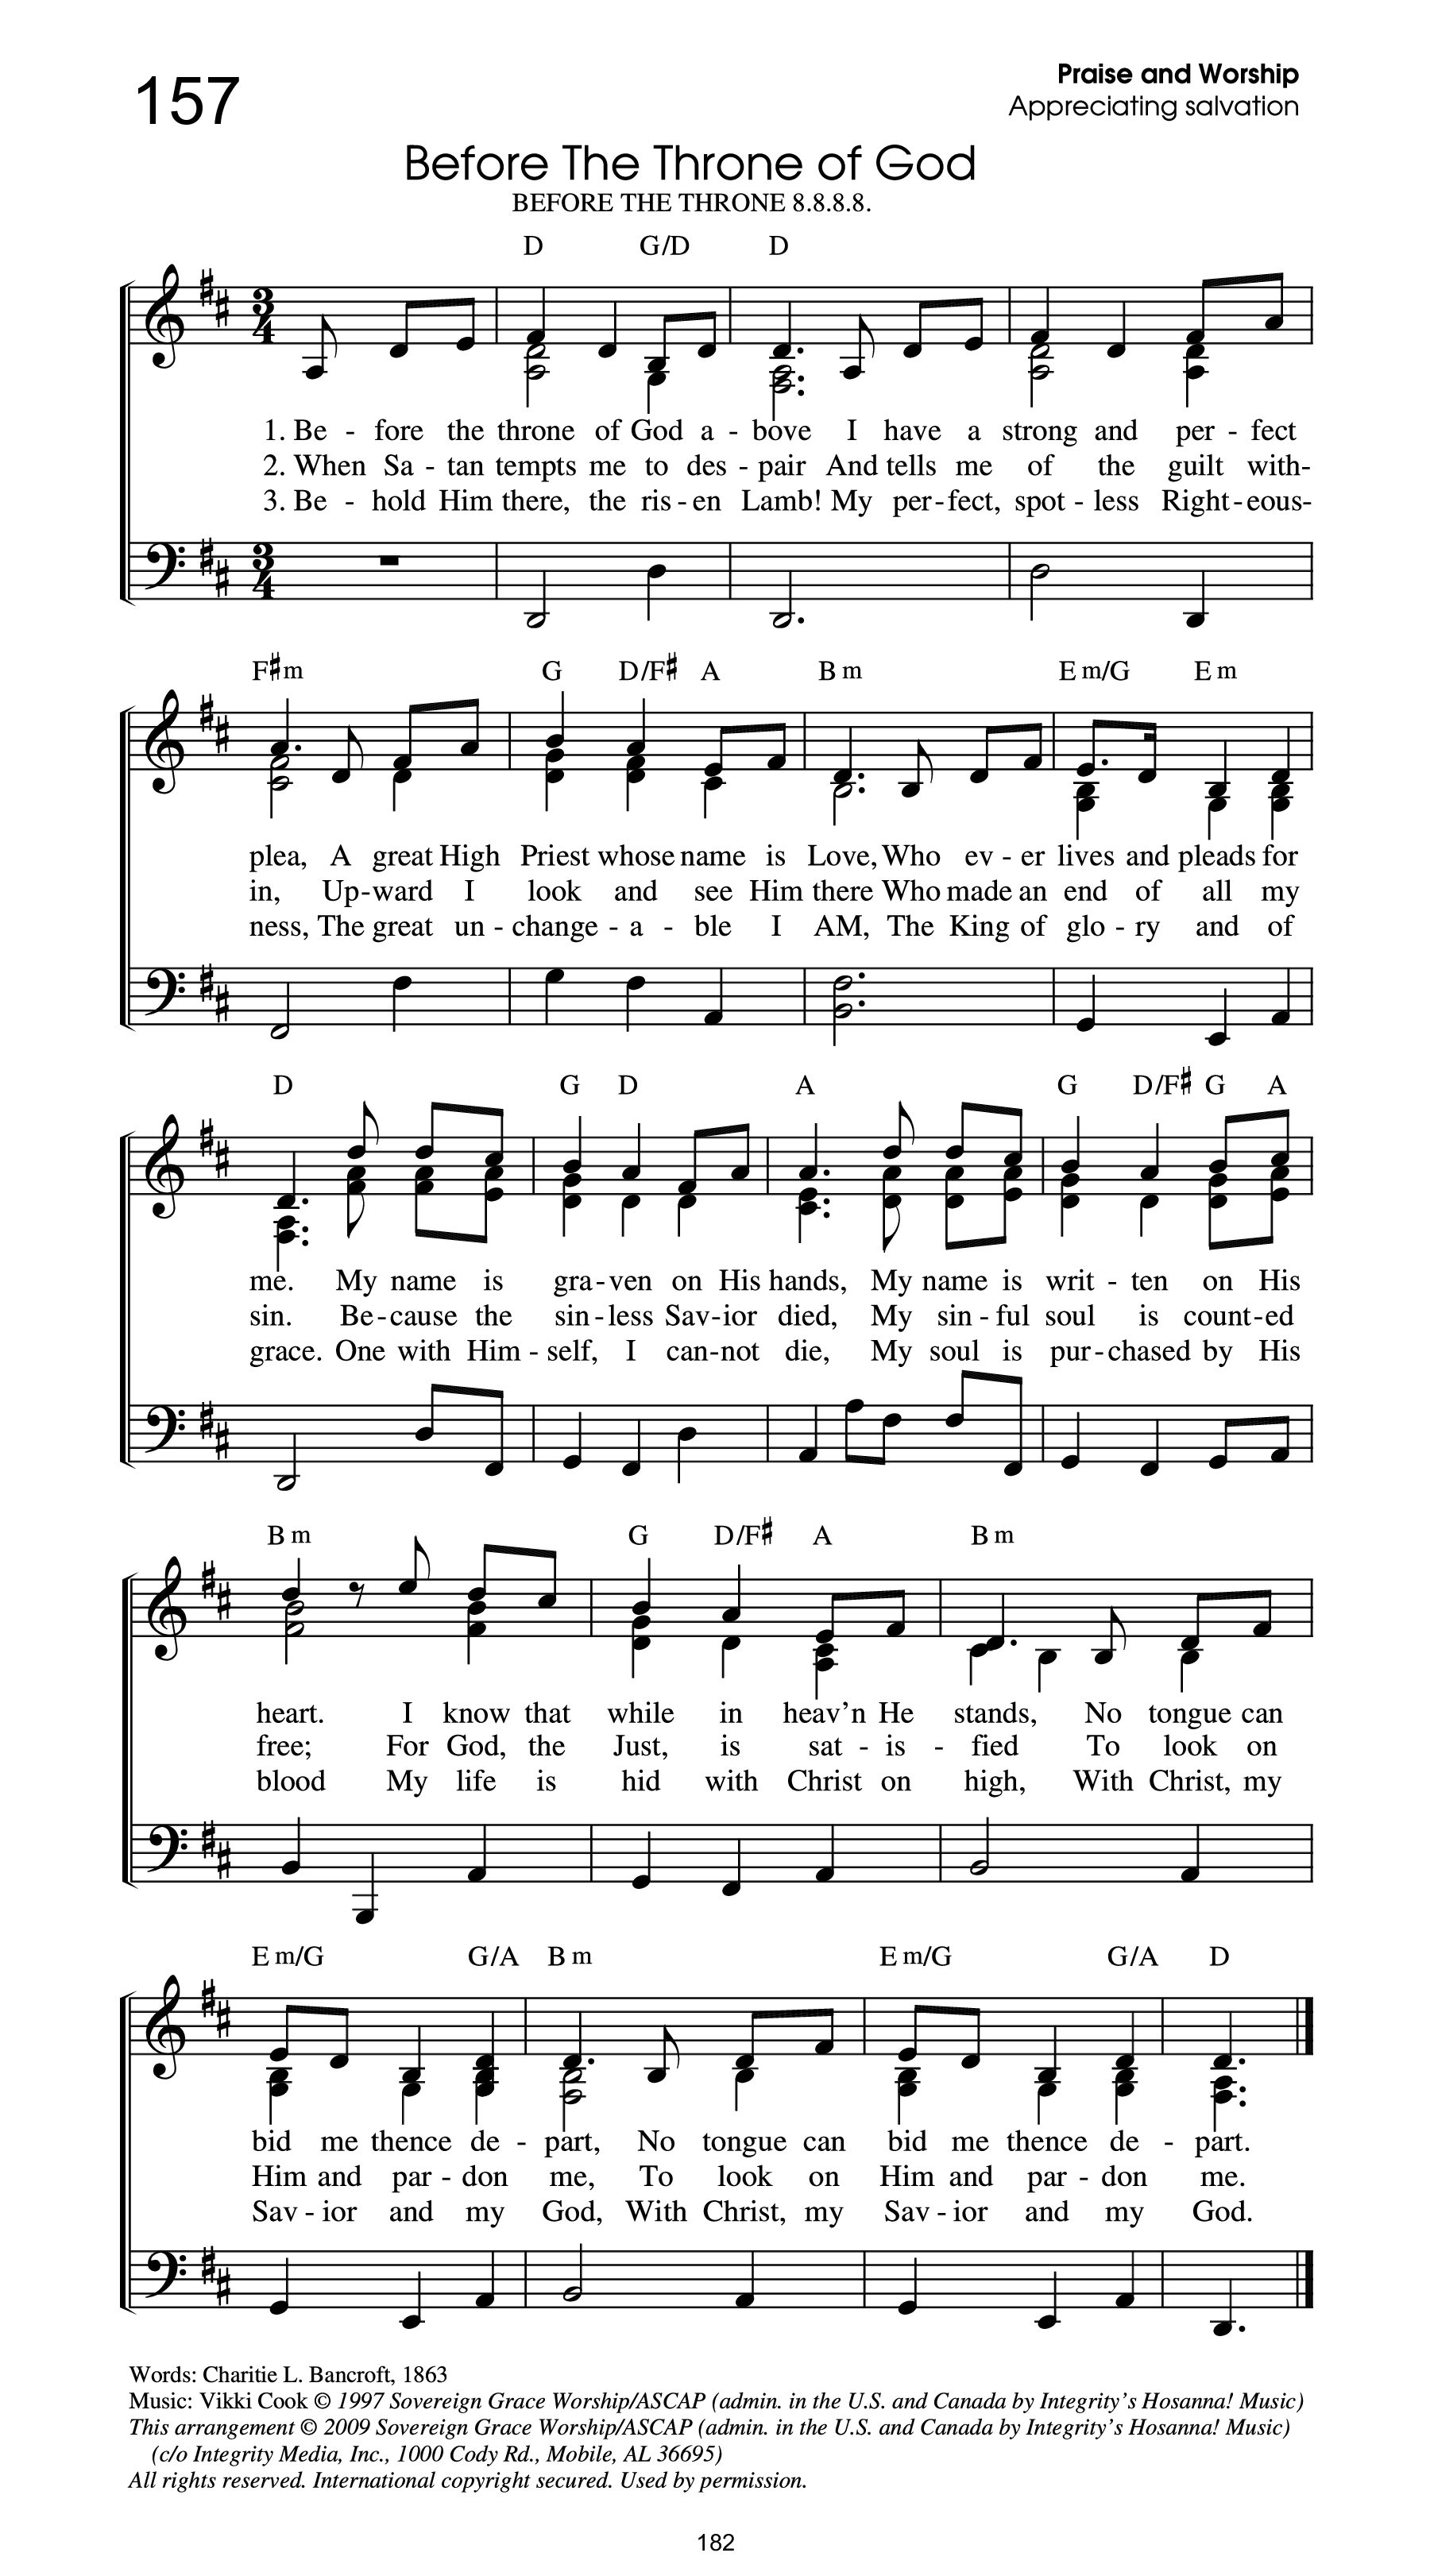 157
Praise and Worship
Appreciating salvation
Before The Throne of God
BEFORE THE THRONE 8.8.8.8.
D G/D D
1. Be - fore the throne of God a - bove I have a strong and per - fect
2. When Sa - tan tempts me to des - pair And tells me of the guilt with-
3. Be - hold Him there, the ris - en Lamb! My per - fect, spot - less Right - eous-
F♯m G D/F♯ A Bm Em/G Em
plea, A great High Priest whose name is Love, Who ev - er lives and pleads for
in, Up - ward I look and see Him there Who made an end of all my
ness, The great un - change - a - ble I AM, The King of glo - ry and of
D G D A G D/F♯ G A
me. My name is gra - ven on His hands, My name is writ - ten on His
sin. Be - cause the sin - less Sav - ior died, My sin - ful soul is count - ed
grace. One with Him - self, I can - not die, My soul is pur - chased by His
Bm G D/F♯ A Bm
heart. I know that while in heav'n He stands, No tongue can
free; For God, the Just, is sat - is - fied To look on
blood My life is hid with Christ on high, With Christ, my
Em/G G/A Bm Em/G G/A D
bid me thence de - part, No tongue can bid me thence de - part.
Him and par - don me, To look on Him and par - don me.
Sav - ior and my God, With Christ, my Sav - ior and my God.
Words: Charitie L. Bancroft, 1863
Music: Vikki Cook © 1997 Sovereign Grace Worship/ASCAP (admin. in the U.S. and Canada by Integrity's Hosanna! Music)
This arrangement © 2009 Sovereign Grace Worship/ASCAP (admin. in the U.S. and Canada by Integrity's Hosanna! Music)
(c/o Integrity Media, Inc., 1000 Cody Rd., Mobile, AL 36695)
All rights reserved. International copyright secured. Used by permission.
182